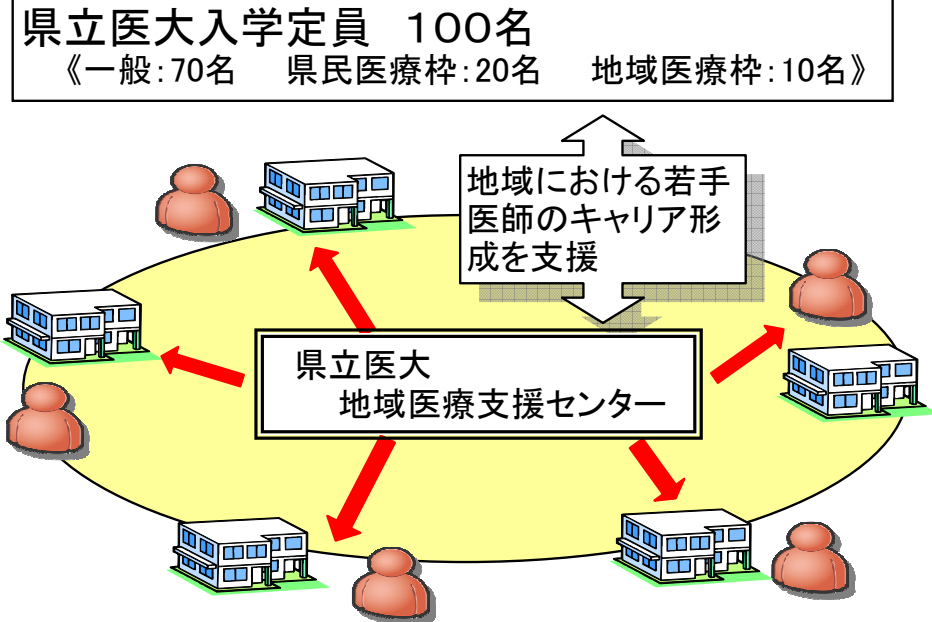 県立医大入学定員　100名
《一般:70名　県民医療枠:20名　地域医療枠:10名》
地域における若手
医師のキャリア形
成を支援
県立医大
地域医療支援センター